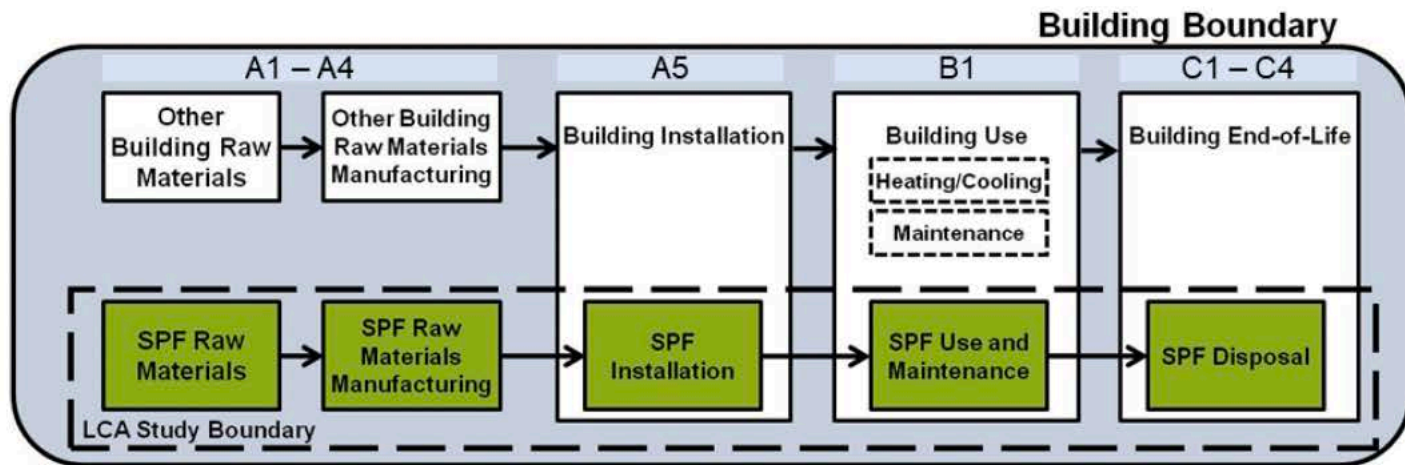 Building Boundary
A1 – A4
A5
B1
C1 – C4
Other
Building Raw
Materials
Other Building
Raw Materials
Manufacturing
Building Installation
Building Use
Heating/Cooling
Maintenance
Building End-of-Life
SPF Raw
Materials
SPF Raw
Materials
Manufacturing
SPF
Installation
SPF Use and
Maintenance
SPF Disposal
LCA Study Boundary